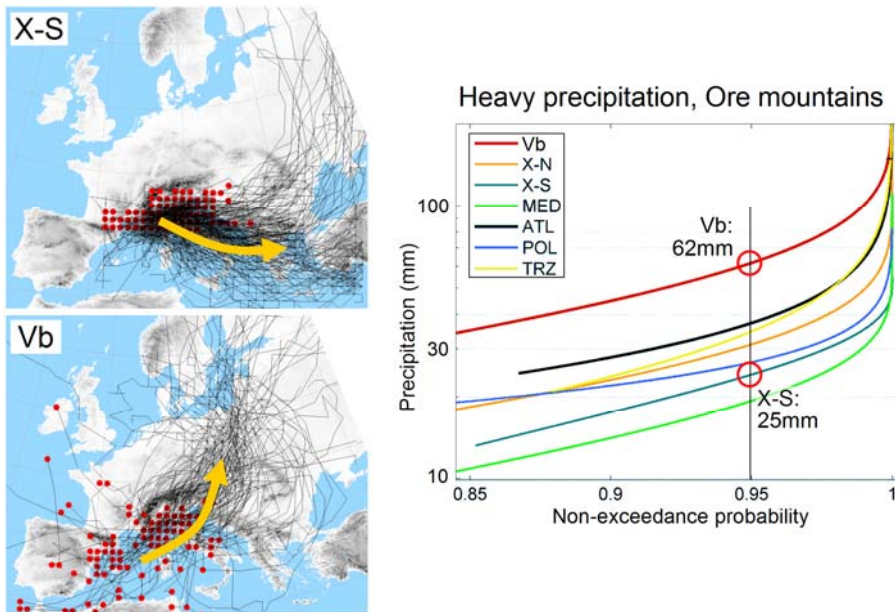 X-S
Vb
Heavy precipitation, Ore mountains
Vb
X-N
X-S
MED
ATL
POL
TRZ
Vb:
62mm
X-S:
25mm
100
30
10
Precipitation (mm)
0.85
0.9
0.95
1
Non-exceedance probability